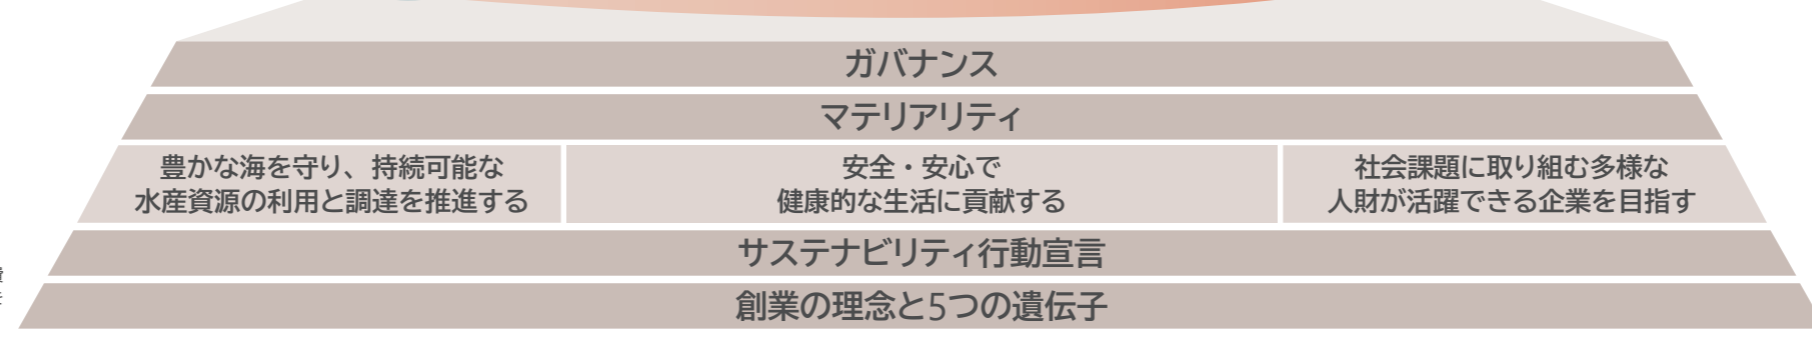 ガバナンス
マテリアリティ
豊かな海を守り、持続可能な
水産資源の利用と調達を推進する
安全・安心で
健康的な生活に貢献する
社会課題に取り組む多様な
人財が活躍できる企業を目指す
サステナビリティ行動宣言
創業の理念と5つの遺伝子